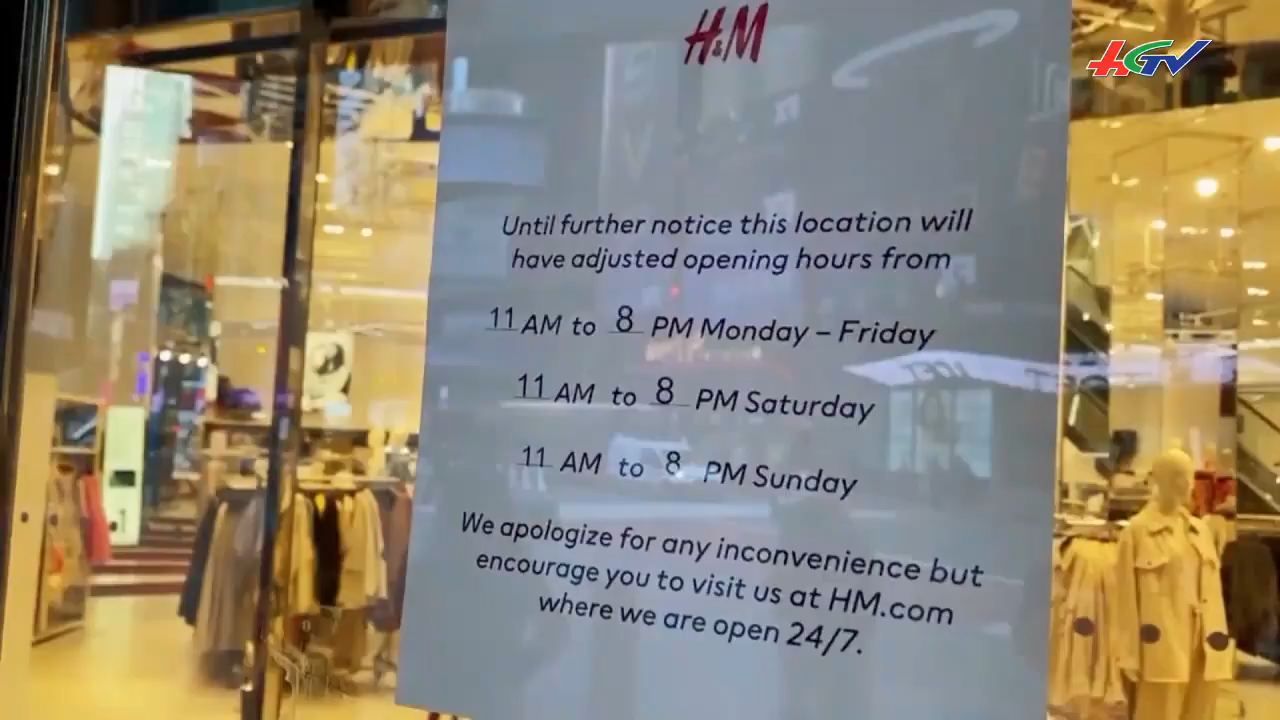 H&M
HGTV
Until further notice this location will
have adjusted opening hours from
11 AM to 8 PM Monday – Friday
11 AM to 8 PM Saturday
11 AM to 8 PM Sunday
We apologize for any inconvenience but
encourage you to visit us at HM.com
where we are open 24/7.